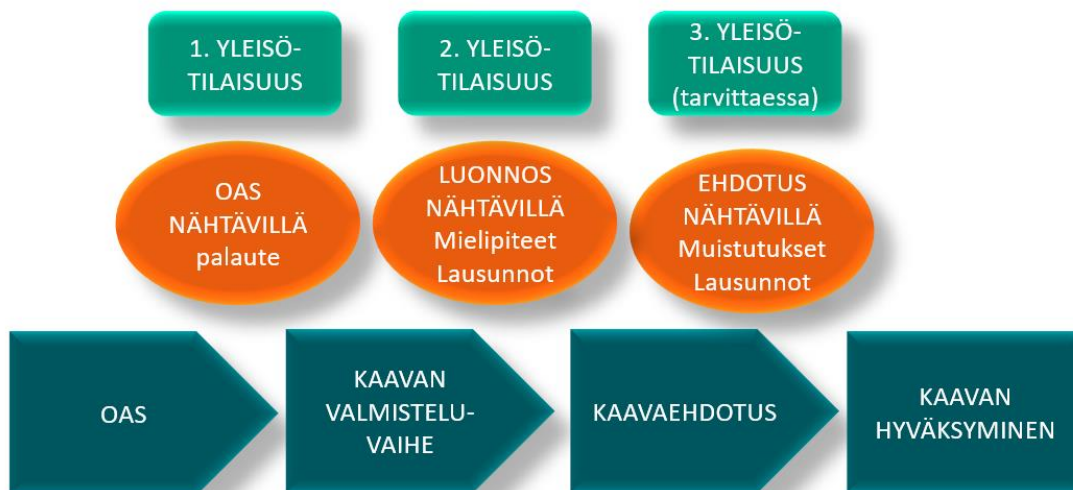 1. YLEISÖ-
TILAISUUS
2. YLEISÖ-
TILAISUUS
3. YLEISÖ-
TILAISUUS
(tarvittaessa)
OAS
NÄHTÄVILLÄ
palaute
LUONNOS
NÄHTÄVILLÄ
Mielipiteet
Lausunnot
EHDOTUS
NÄHTÄVILLÄ
Muistutukset
Lausunnot
OAS
KAAVAN
VALMISTELU-
VAIHE
KAAVAEHDOTUS
KAAVAN
HYVÄKSYMINEN